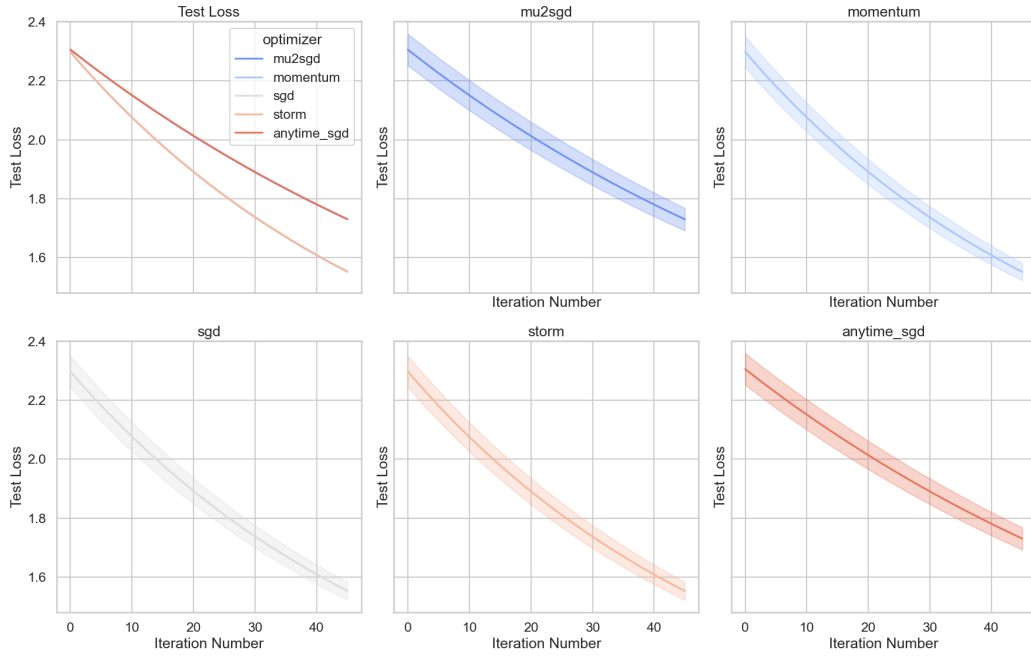 Test Loss
mu2sgd
momentum
2.4
2.2
2.0
1.8
1.6
Test Loss
optimizer
mu2sgd
momentum
sgd
storm
anytime_sgd
Test Loss
Iteration Number
Test Loss
Iteration Number
sgd
storm
anytime_sgd
2.4
2.2
2.0
1.8
1.6
Test Loss
0 10 20 30 40
Iteration Number
Test Loss
0 10 20 30 40
Iteration Number
Test Loss
0 10 20 30 40
Iteration Number